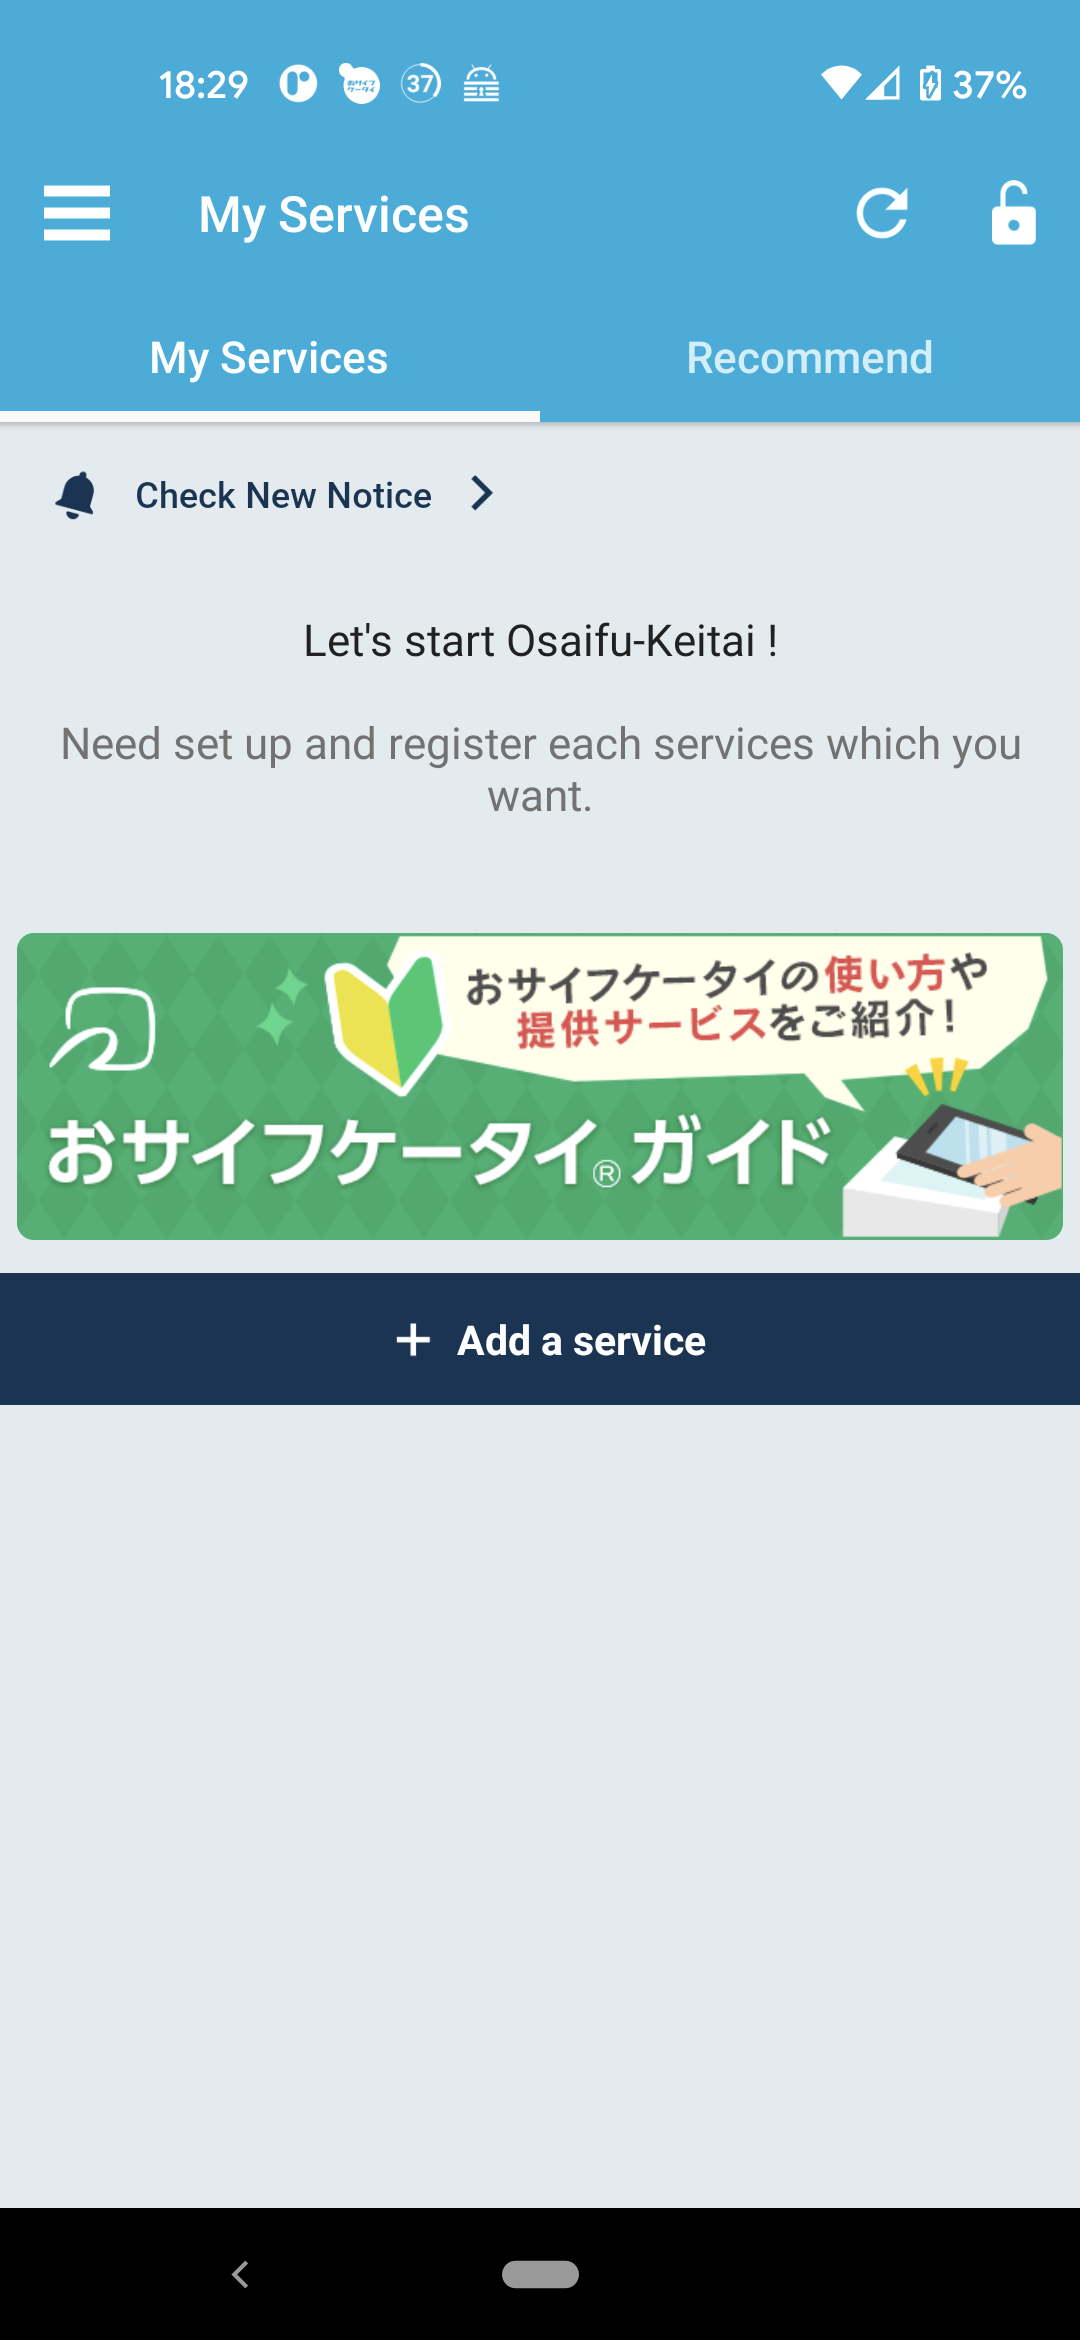 18:29 37 37%
My Services
My Services Recommend
Check New Notice
Let's start Osaifu-Keitai !
Need set up and register each services which you
want.
おサイフケータイの使い方や
提供サービスをご紹介!
おサイフケータイ®ガイド
+ Add a service